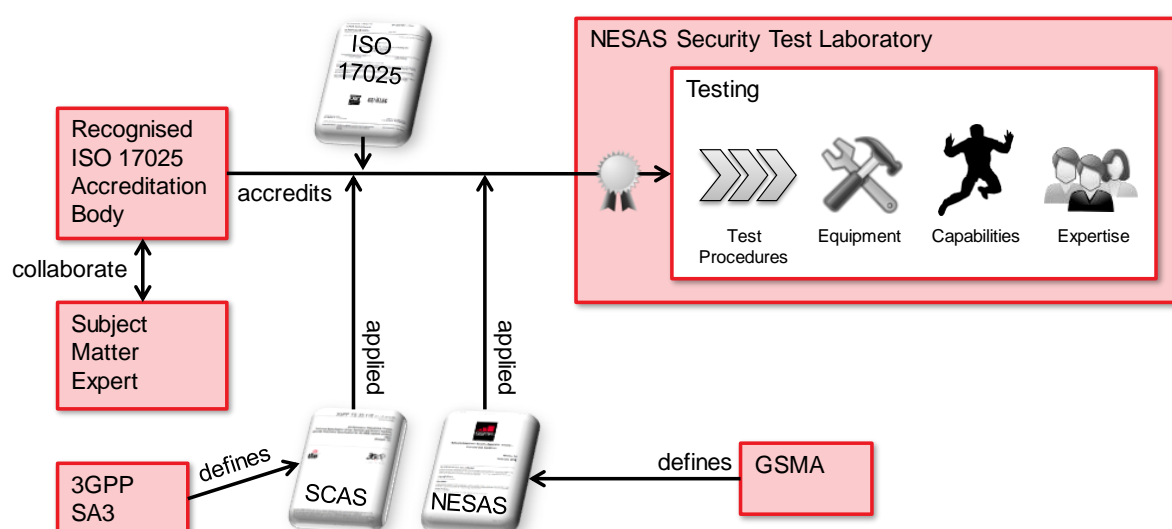 ISO
17025
NESAS Security Test Laboratory
Testing
Recognised
ISO 17025
Accreditation
Body
accredits
Test
Procedures
Equipment
Capabilities
Expertise
collaborate
Subject
Matter
Expert
applied
applied
defines
SCAS
NESAS
defines
3GPP
SA3
GSMA